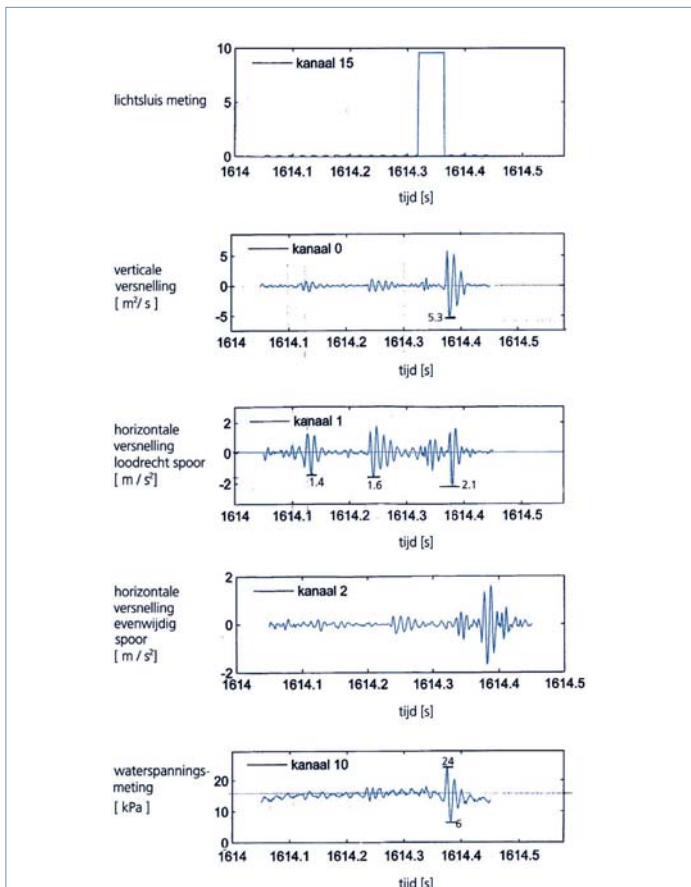 10
kanaal 15
lichtsluis meting
5
0
1614 1614.1 1614.2 1614.3 1614.4 1614.5
tijd [s]
kanaal 0
5
verticale
versnelling
[ m²/ s ]
0
-5
5.3
1614 1614.1 1614.2 1614.3 1614.4 1614.5
tijd [s]
kanaal 1
2
horizontale
versnelling
loodrecht spoor
[ m / s²]
0
-2
1.4
1.6
2.1
1614 1614.1 1614.2 1614.3 1614.4 1614.5
tijd [s]
2
kanaal 2
horizontale
versnelling
evenwijdig
spoor
[ m / s²]
0
-2
1614 1614.1 1614.2 1614.3 1614.4 1614.5
tijd [s]
24
kanaal 10
waterspannings-
meting
[ kPa ]
20
10
0
6
1614 1614.1 1614.2 1614.3 1614.4 1614.5
tijd [s]